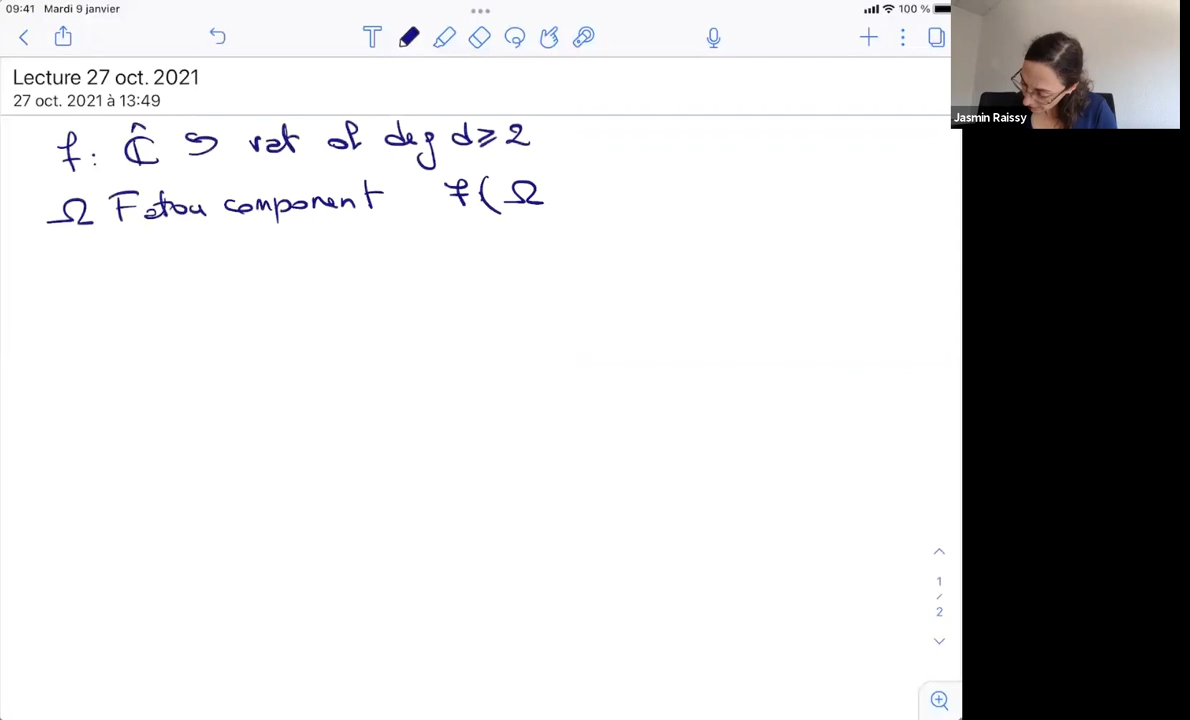 09:41 Mardi 9 janvier
100 %
Lecture 27 oct. 2021
27 oct. 2021 à 13:49
f: Ĉ ↩ rat of deg d ≥ 2
Ω Fatou component f(Ω
Jasmin Raissy
1
/
2